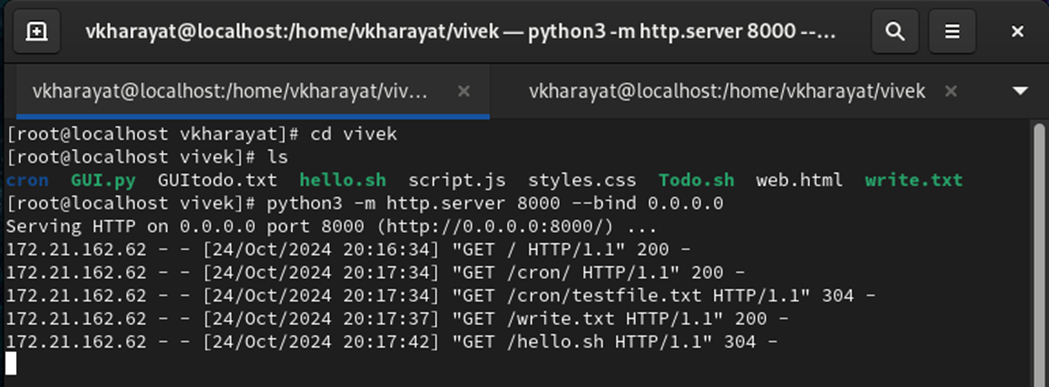 vkharayat@localhost:/home/vkharayat/vivek — python3 -m http.server 8000 --...
vkharayat@localhost:/home/vkharayat/viv... vkharayat@localhost:/home/vkharayat/vivek
[root@localhost vkharayat]# cd vivek
[root@localhost vivek]# ls
cron GUI.py GUItodo.txt hello.sh script.js styles.css Todo.sh web.html write.txt
[root@localhost vivek]# python3 -m http.server 8000 --bind 0.0.0.0
Serving HTTP on 0.0.0.0 port 8000 (http://0.0.0.0:8000/) ...
172.21.162.62 - - [24/Oct/2024 20:16:34] "GET / HTTP/1.1" 200 -
172.21.162.62 - - [24/Oct/2024 20:17:34] "GET /cron/ HTTP/1.1" 200 -
172.21.162.62 - - [24/Oct/2024 20:17:34] "GET /cron/testfile.txt HTTP/1.1" 304 -
172.21.162.62 - - [24/Oct/2024 20:17:37] "GET /write.txt HTTP/1.1" 200 -
172.21.162.62 - - [24/Oct/2024 20:17:42] "GET /hello.sh HTTP/1.1" 304 -